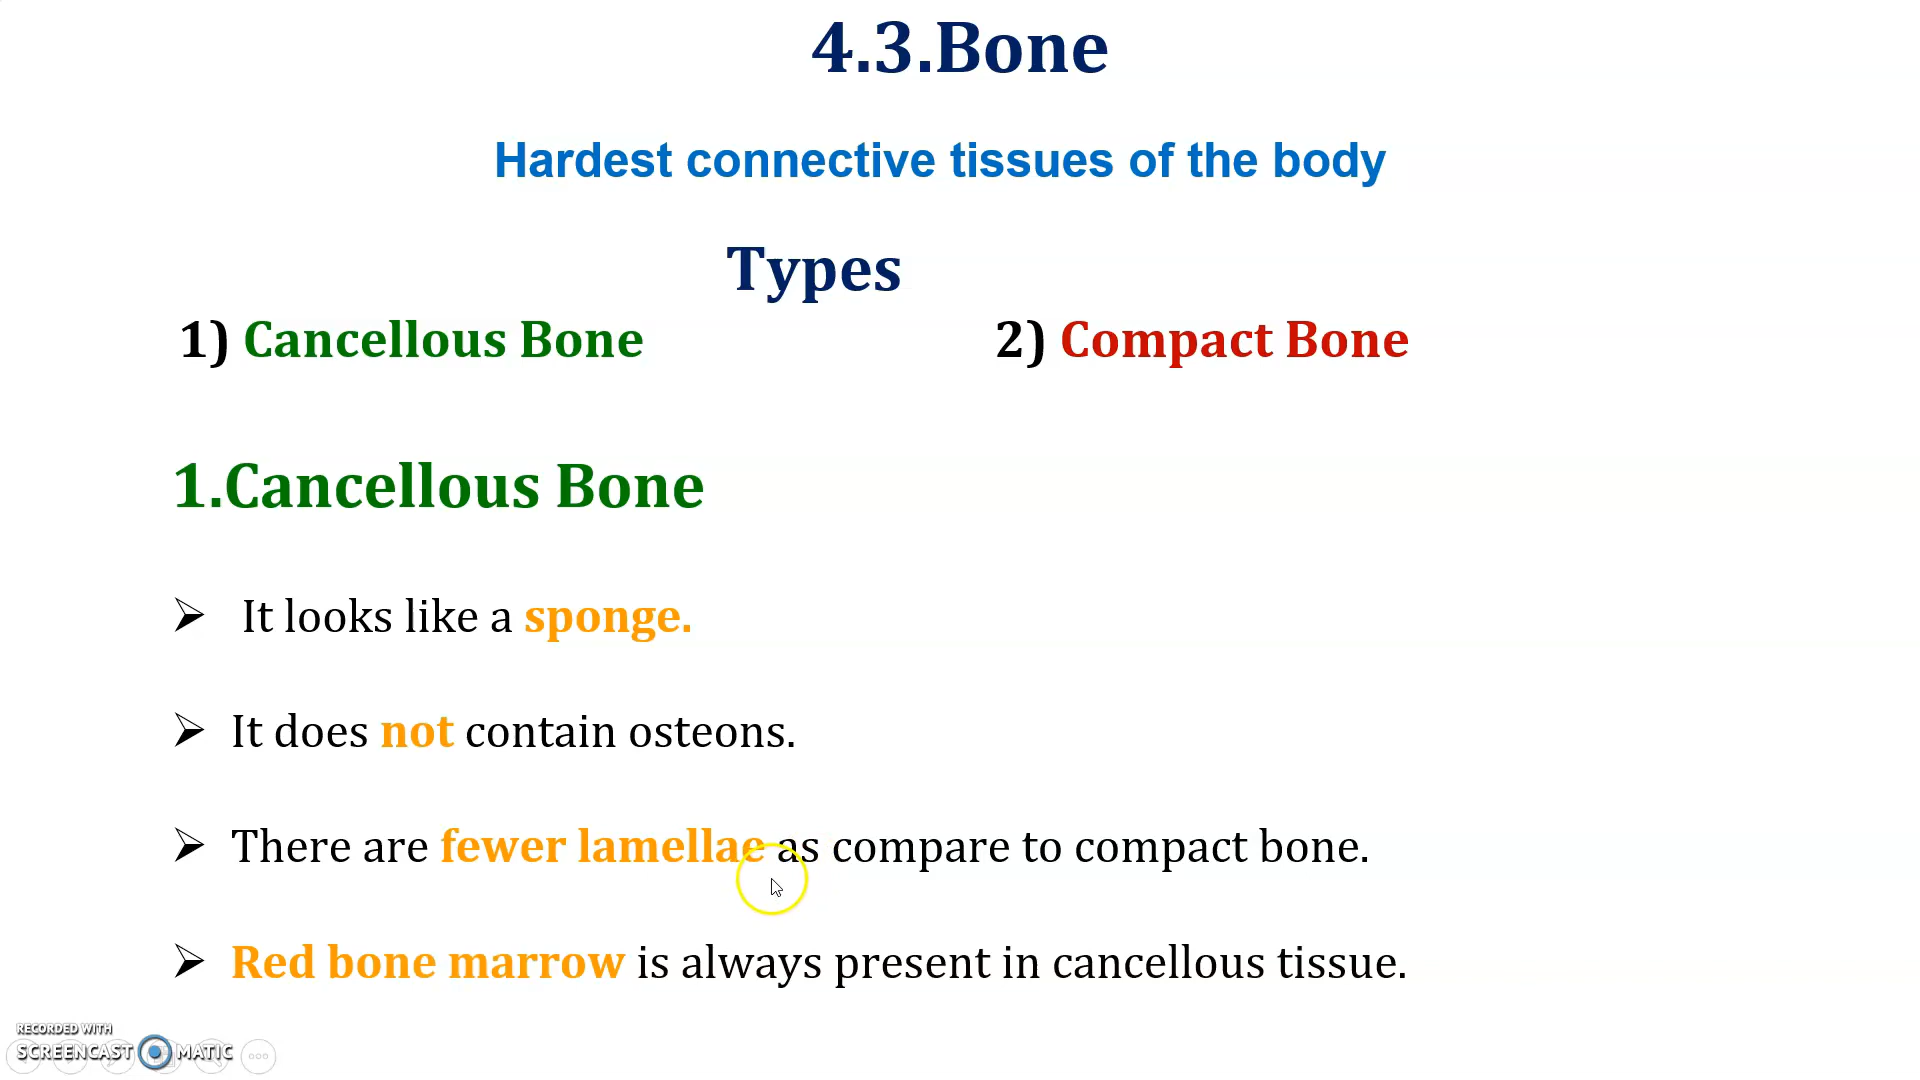 4.3.Bone
Hardest connective tissues of the body
Types
1) Cancellous Bone 2) Compact Bone
1.Cancellous Bone
➢ It looks like a sponge.
➢ It does not contain osteons.
➢ There are fewer lamellae as compare to compact bone.
➢ Red bone marrow is always present in cancellous tissue.
RECORDED WITH
SCREENCAST MATIC